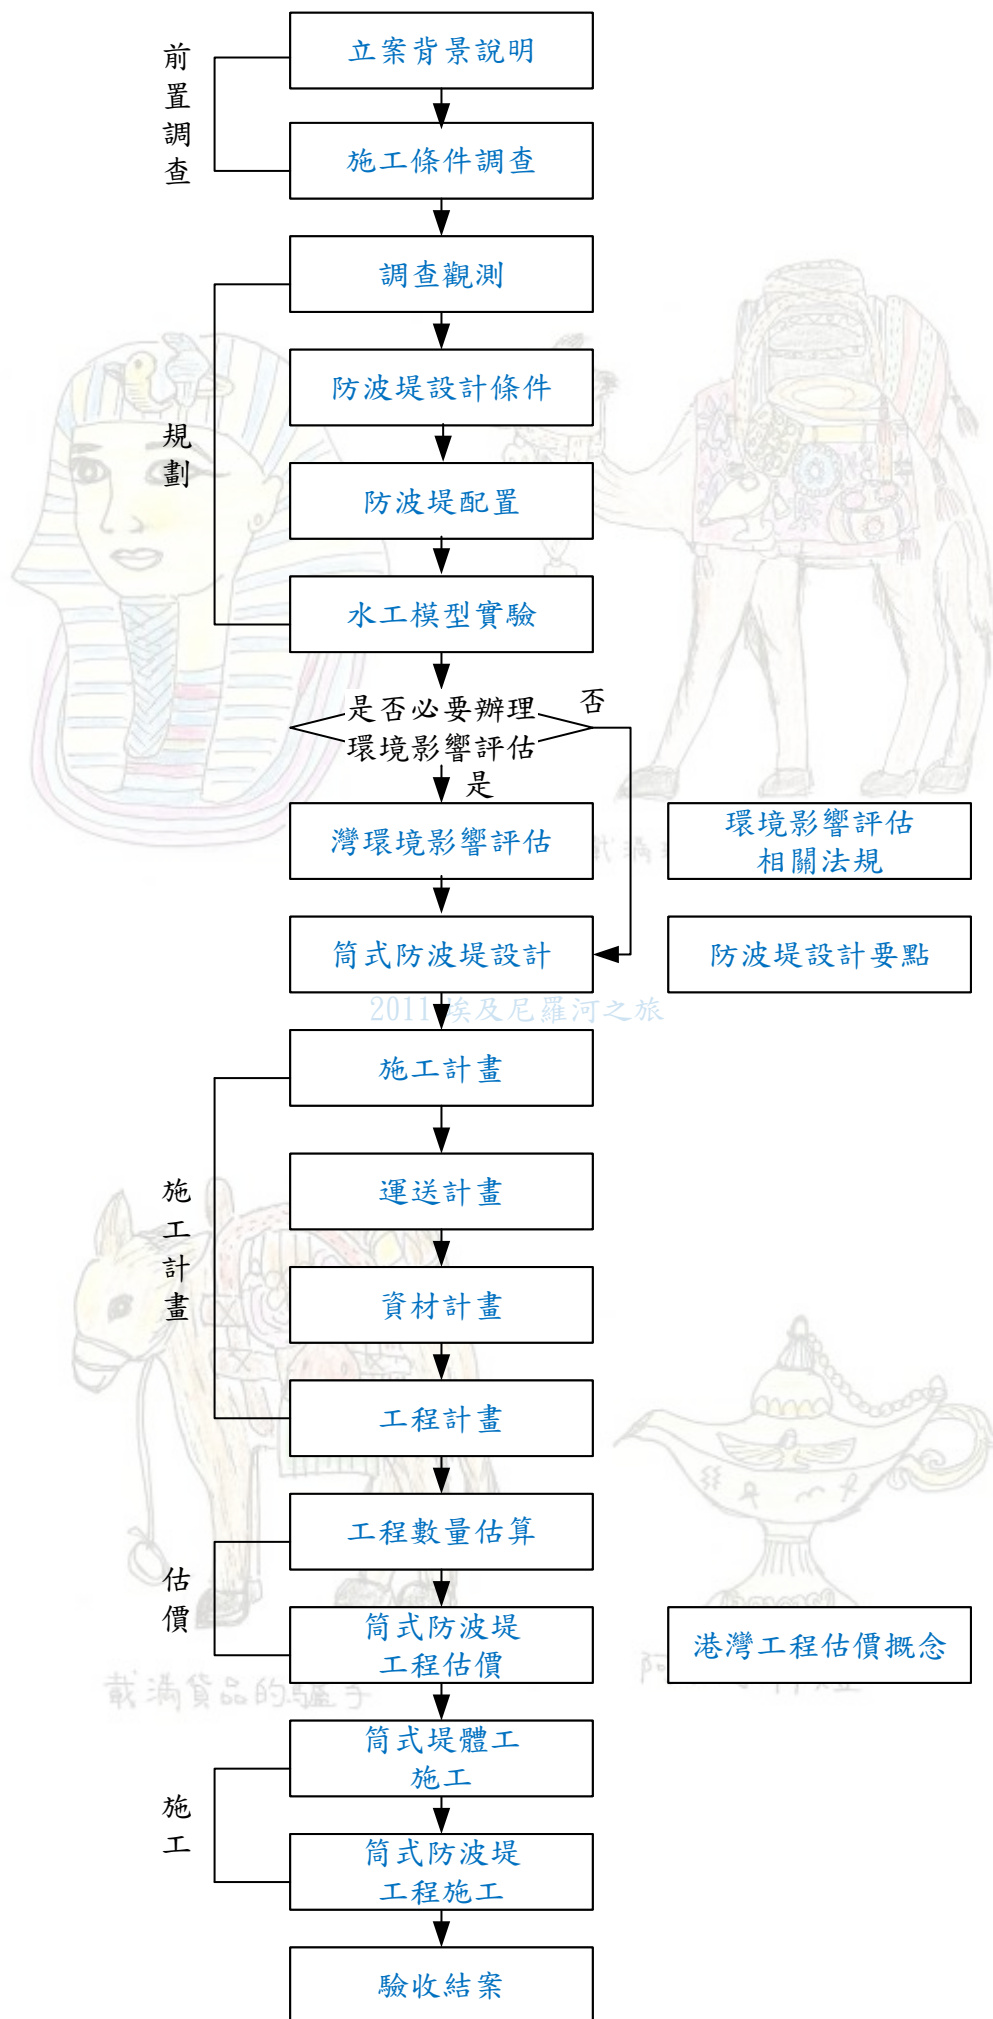 前置調查
立案背景說明
施工條件調查
規劃
調查觀測
防波堤設計條件
防波堤配置
水工模型實驗
是否必要辦理
環境影響評估
否
是
灣環境影響評估
環境影響評估
相關法規
載滿
筒式防波堤設計
防波堤設計要點
2011埃及尼羅河之旅
施工計畫
施工計畫
運送計畫
資材計畫
工程計畫
估價
工程數量估算
筒式防波堤
工程估價
港灣工程估價概念
載滿貨品的驢子
阿
施工
筒式堤體工
施工
筒式防波堤
工程施工
驗收結案